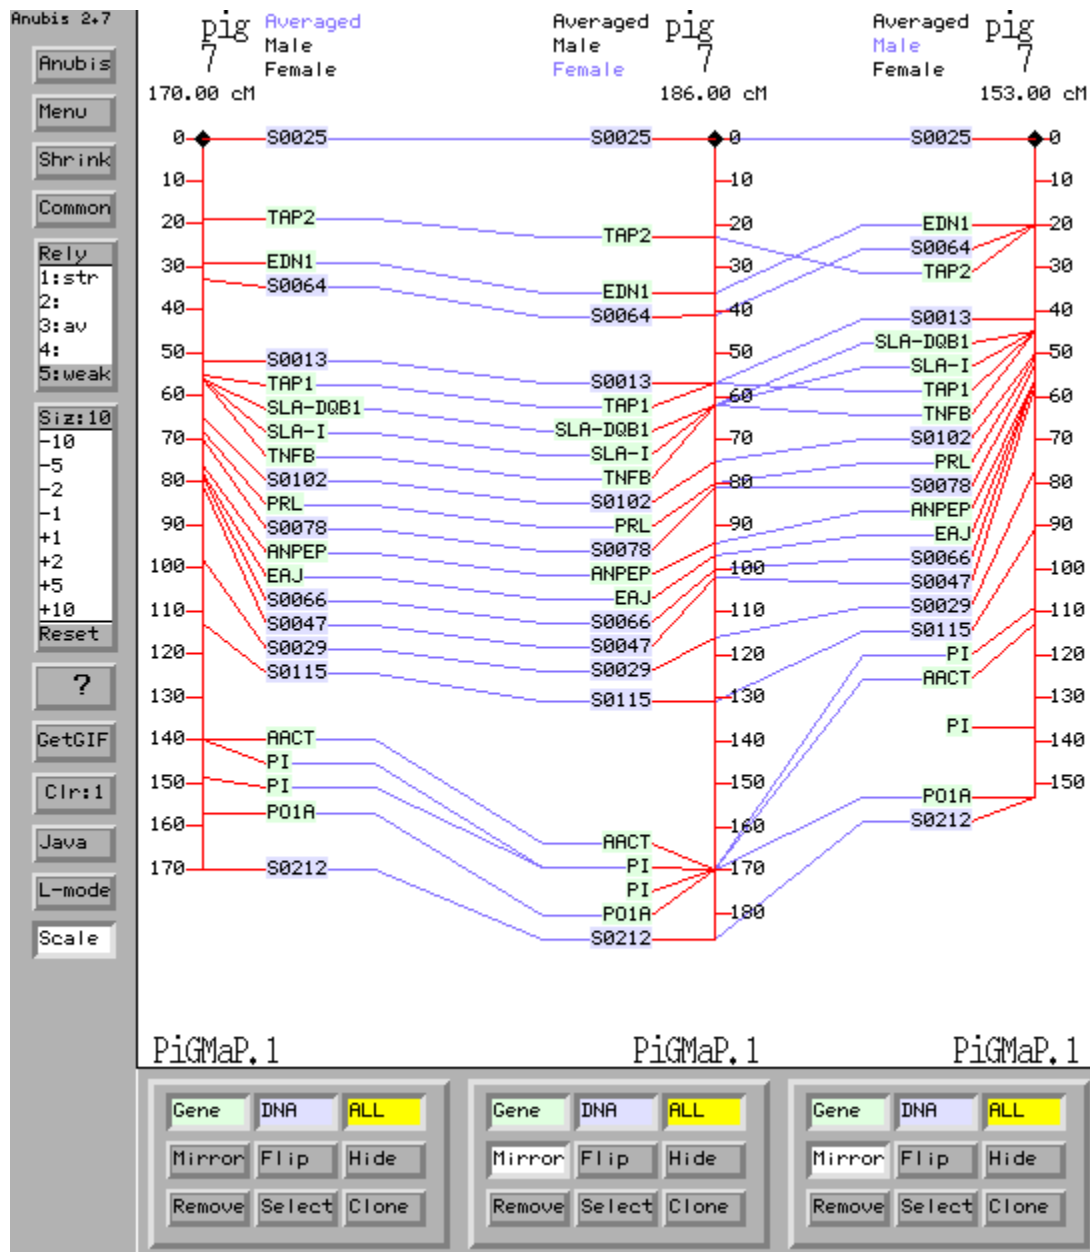 Anubis 2.7
Anubis
Menu
Shrink
Common
Rely
1:str
2:
3:av
4:
5:weak
Siz:10
-10
-5
-2
-1
+1
+2
+5
+10
Reset
?
GetGIF
Clr:1
Java
L-mode
Scale
pig
7
Averaged
Male
Female
170.00 cM
0
10
20
30
40
50
60
70
80
90
100
110
120
130
140
150
160
170
S0025
TAP2
EDN1
S0064
S0013
TAP1
SLA-DQB1
SLA-I
TNFB
S0102
PRL
S0078
ANPEP
EAJ
S0066
S0047
S0029
S0115
AACT
PI
PI
PO1A
S0212
PiGMaP.1
Averaged
Male
Female
pig
7
186.00 cM
S0025
TAP2
EDN1
S0064
S0013
TAP1
SLA-DQB1
SLA-I
TNFB
S0102
PRL
S0078
ANPEP
EAJ
S0066
S0047
S0029
S0115
AACT
PI
PI
PO1A
S0212
0
10
20
30
40
50
60
70
80
90
100
110
120
130
140
150
160
170
180
PiGMaP.1
Averaged
Male
Female
pig
7
153.00 cM
S0025
EDN1
S0064
TAP2
S0013
SLA-DQB1
SLA-I
TAP1
TNFB
S0102
PRL
S0078
ANPEP
EAJ
S0066
S0047
S0029
S0115
PI
AACT
PI
PO1A
S0212
0
10
20
30
40
50
60
70
80
90
100
110
120
130
140
150
PiGMaP.1
Gene DNA ALL
Mirror Flip Hide
Remove Select Clone
Gene DNA ALL
Mirror Flip Hide
Remove Select Clone
Gene DNA ALL
Mirror Flip Hide
Remove Select Clone